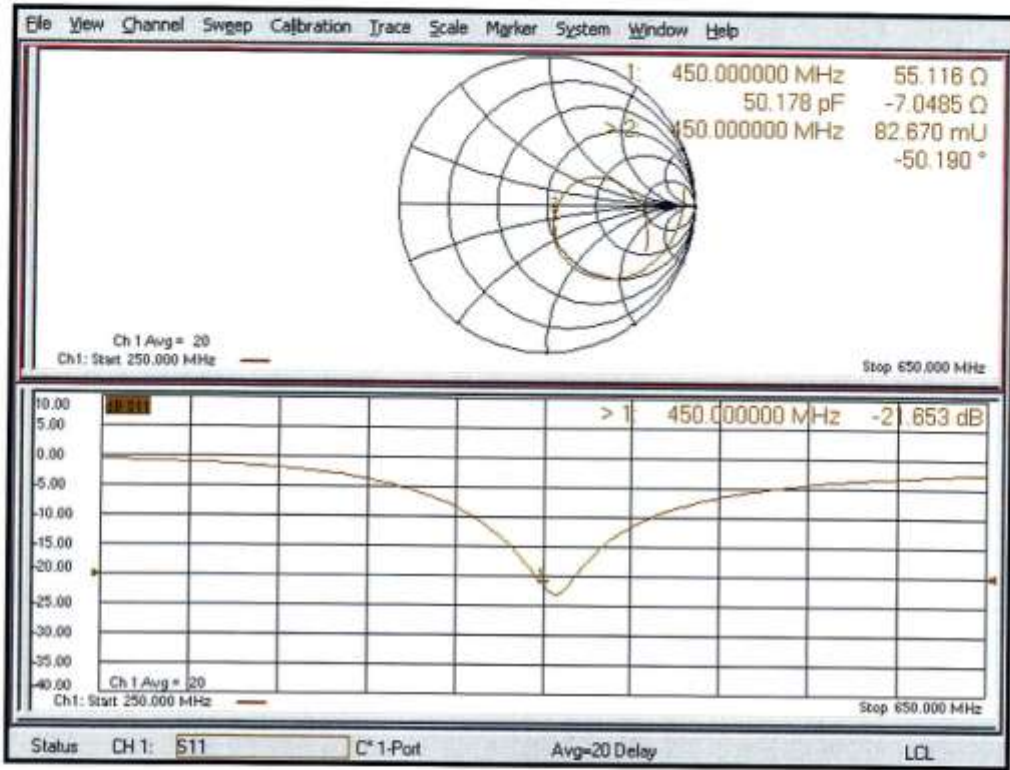 File View Channel Sweep Calibration Trace Scale Marker System Window Help
1: 450.000000 MHz 55.116 Ω
50.178 pF -7.0485 Ω
> 2: 450.000000 MHz 82.670 mU
-50.190 °
Ch 1 Avg = 20
Ch1: Start 250.000 MHz
Stop 650.000 MHz
> 1: 450.000000 MHz -21.653 dB
10.00
5.00
0.00
-5.00
-10.00
-15.00
-20.00
-25.00
-30.00
-35.00
-40.00
Ch 1 Avg = 20
Ch1: Start 250.000 MHz
Stop 650.000 MHz
Status CH 1: S11 C* 1-Port Avg=20 Delay LCL